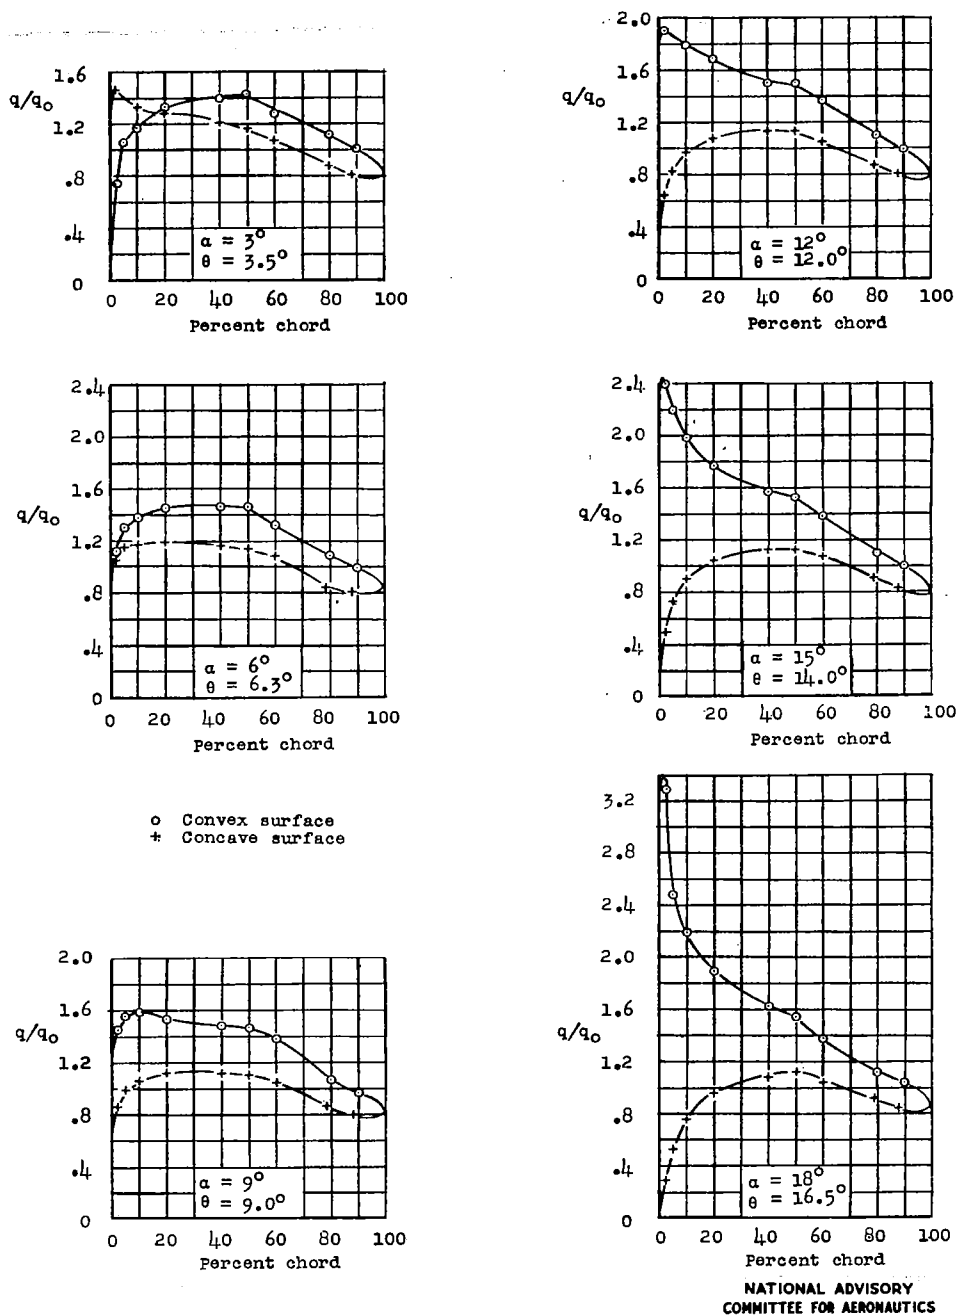 1.6
q/q₀
1.2
.8
.4
0
α = 3°
θ = 3.5°
0 20 40 60 80 100
Percent chord
2.4
2.0
1.6
q/q₀
1.2
.8
.4
0
α = 6°
θ = 6.3°
0 20 40 60 80 100
Percent chord
o Convex surface
+ Concave surface
2.0
1.6
q/q₀
1.2
.8
.4
0
α = 9°
θ = 9.0°
0 20 40 60 80 100
Percent chord
2.0
1.6
q/q₀
1.2
.8
.4
0
α = 12°
θ = 12.0°
0 20 40 60 80 100
Percent chord
2.4
2.0
1.6
q/q₀
1.2
.8
.4
0
α = 15°
θ = 14.0°
0 20 40 60 80 100
Percent chord
3.2
2.8
2.4
2.0
1.6
q/q₀
1.2
.8
.4
0
α = 18°
θ = 16.5°
0 20 40 60 80 100
Percent chord
NATIONAL ADVISORY
COMMITTEE FOR AERONAUTICS